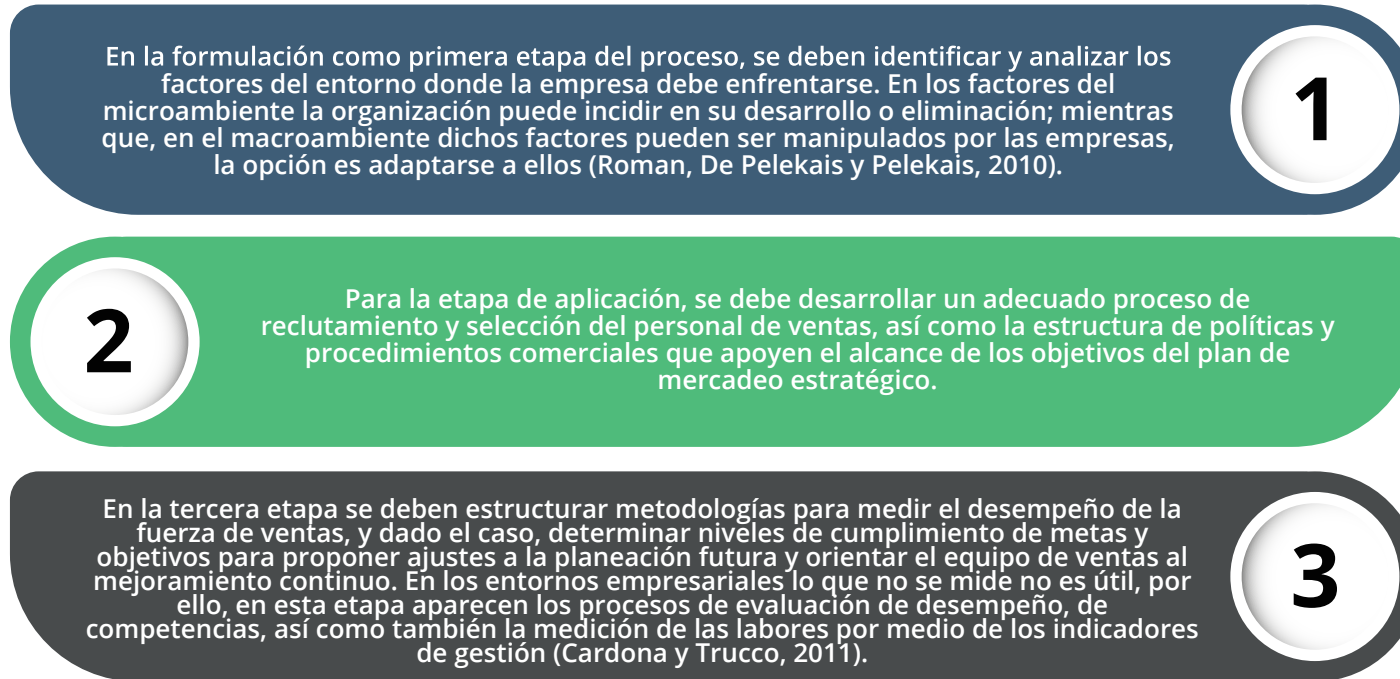 En la formulación como primera etapa del proceso, se deben identificar y analizar los
factores del entorno donde la empresa debe enfrentarse. En los factores del
microambiente la organización puede incidir en su desarrollo o eliminación; mientras
que, en el macroambiente dichos factores pueden ser manipulados por las empresas,
la opción es adaptarse a ellos (Roman, De Pelekais y Pelekais, 2010).
1
2
Para la etapa de aplicación, se debe desarrollar un adecuado proceso de
reclutamiento y selección del personal de ventas, así como la estructura de políticas y
procedimientos comerciales que apoyen el alcance de los objetivos del plan de
mercadeo estratégico.
En la tercera etapa se deben estructurar metodologías para medir el desempeño de la
fuerza de ventas, y dado el caso, determinar niveles de cumplimiento de metas y
objetivos para proponer ajustes a la planeación futura y orientar el equipo de ventas al
mejoramiento continuo. En los entornos empresariales lo que no se mide no es útil, por
ello, en esta etapa aparecen los procesos de evaluación de desempeño, de
competencias, así como también la medición de las labores por medio de los indicadores
de gestión (Cardona y Trucco, 2011).
3